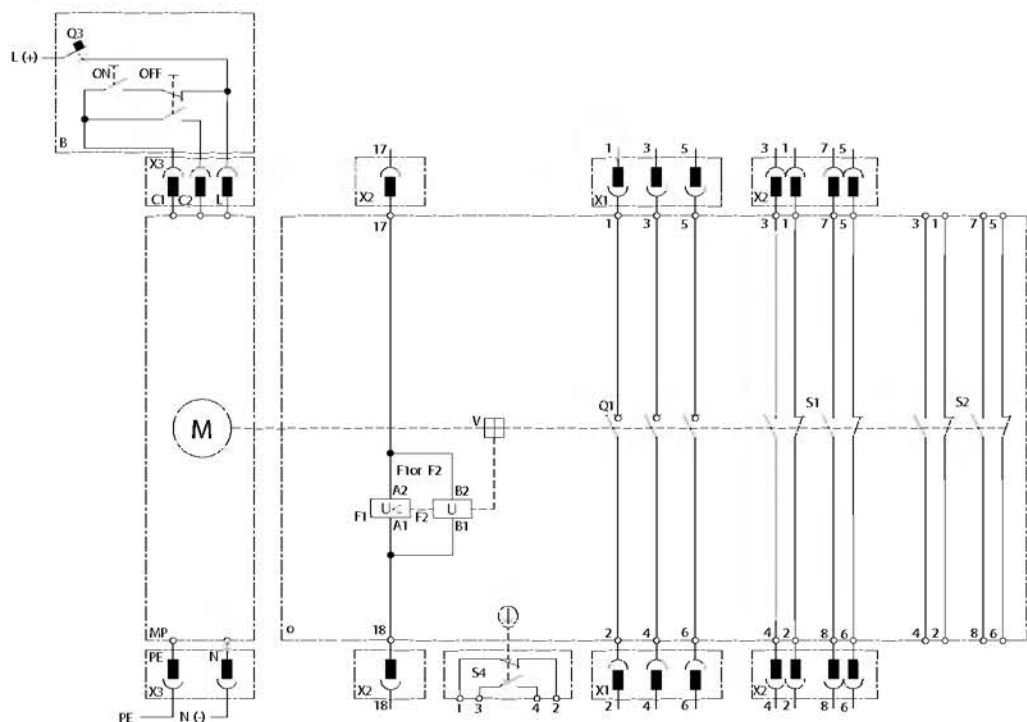 Q3
L (+)
ON OFF
B
X3
C1 C2 L
17
X2
17
1 3 5
X1
1 3 5
3 1 7 5
X2
3 1 7 5
3 1 7 5
M
V
Q1
S1
S2
F1or F2
A2 B2
F1 U< F2 U
A1 B1
MP
O
18
2 4 6
4 2 8 6
4 2 8 6
PE N
X3
X2
18
S4
1 3 4 2
X1
2 4 6
X2
4 2 8 6
PE N (-)